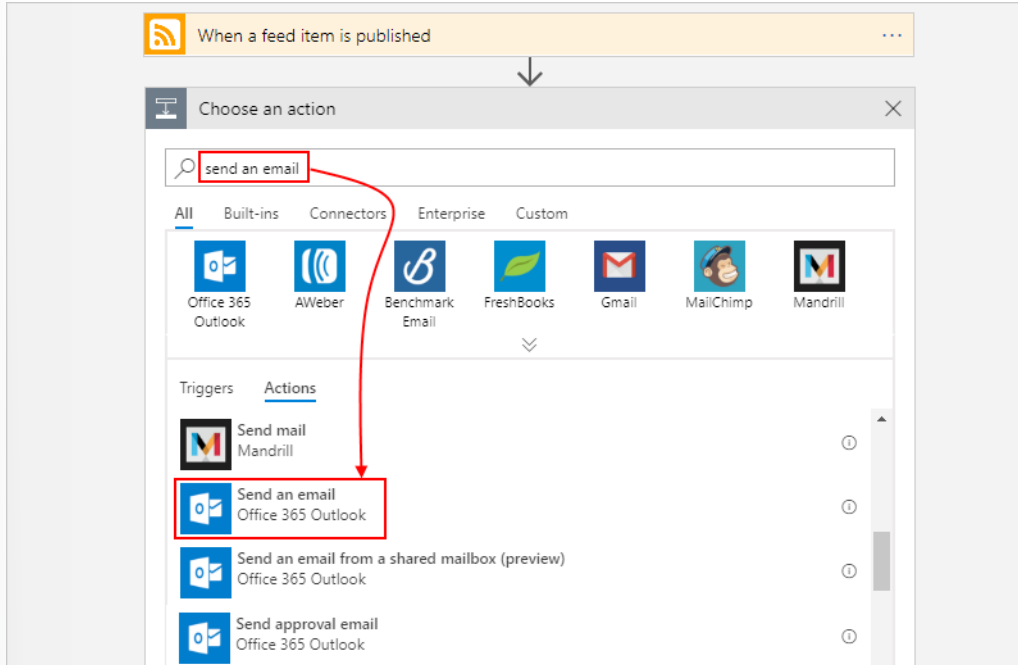 When a feed item is published
Choose an action
send an email
All Built-ins Connectors Enterprise Custom
Office 365 Outlook
AWeber
Benchmark Email
FreshBooks
Gmail
MailChimp
Mandrill
Triggers Actions
Send mail
Mandrill
Send an email
Office 365 Outlook
Send an email from a shared mailbox (preview)
Office 365 Outlook
Send approval email
Office 365 Outlook